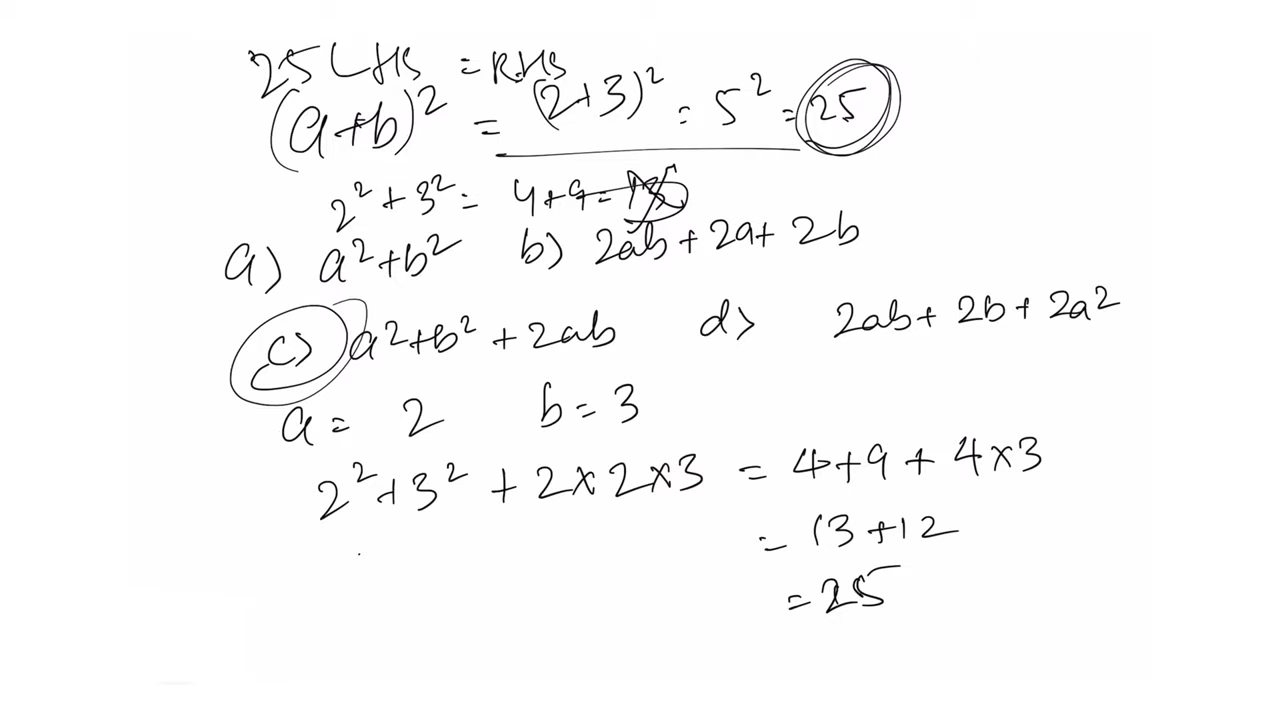 25 LHS = RHS
(a+b)² = (2+3)² = 5² = 25
2² + 3² = 4+9 = 13
a) a²+b² b) 2ab + 2a + 2b
c) a²+b² + 2ab d) 2ab + 2b + 2a²
a = 2 b = 3
2² + 3² + 2×2×3 = 4+9 + 4×3
= 13 + 12
= 25